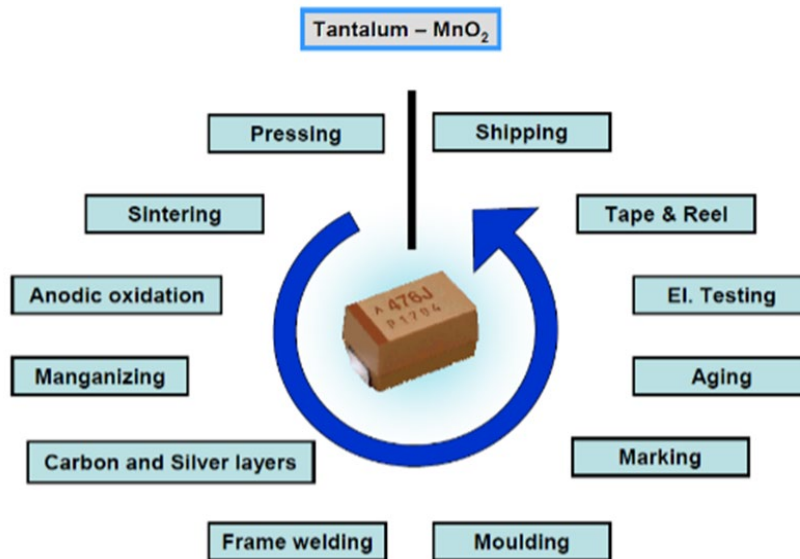 Tantalum – MnO₂
Pressing
Shipping
Sintering
Tape & Reel
Anodic oxidation
El. Testing
A 476J
P1704
Manganizing
Aging
Carbon and Silver layers
Marking
Frame welding
Moulding